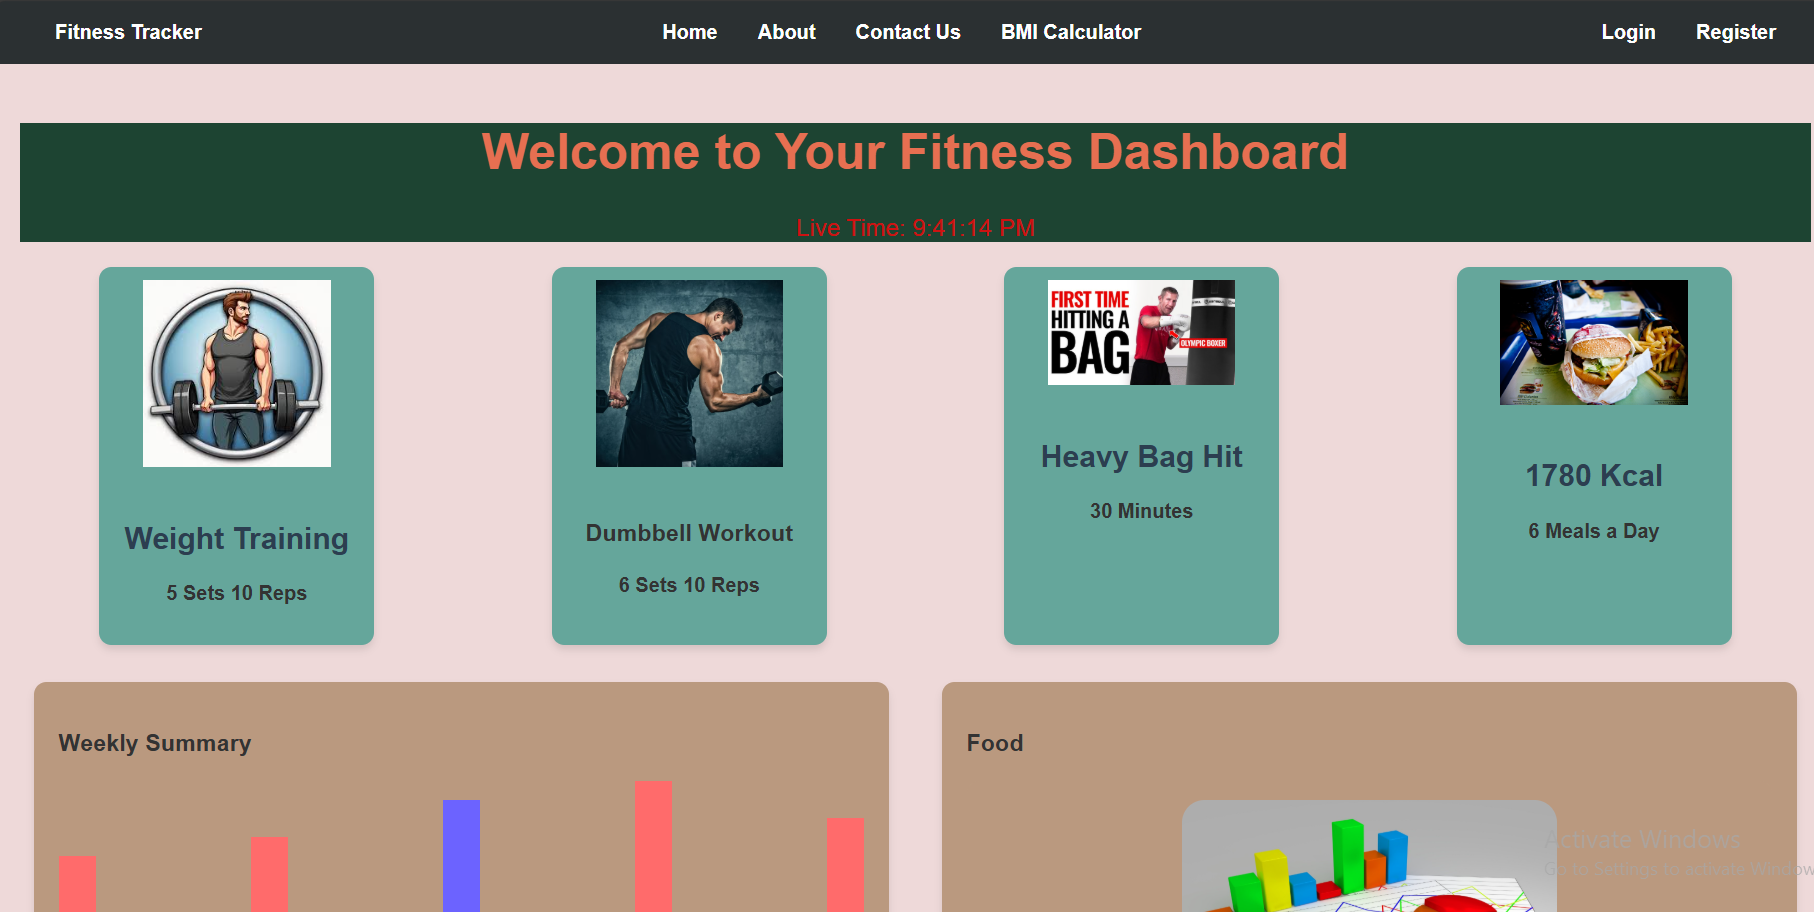 Fitness Tracker Home About Contact Us BMI Calculator Login Register
Welcome to Your Fitness Dashboard
Live Time: 9:41:14 PM
FIRST TIME
HITTING A
BAG
OLYMPIC BOXER
Weight Training
5 Sets 10 Reps
Dumbbell Workout
6 Sets 10 Reps
Heavy Bag Hit
30 Minutes
1780 Kcal
6 Meals a Day
Weekly Summary
Food
Activate Windows
Go to Settings to activate Window